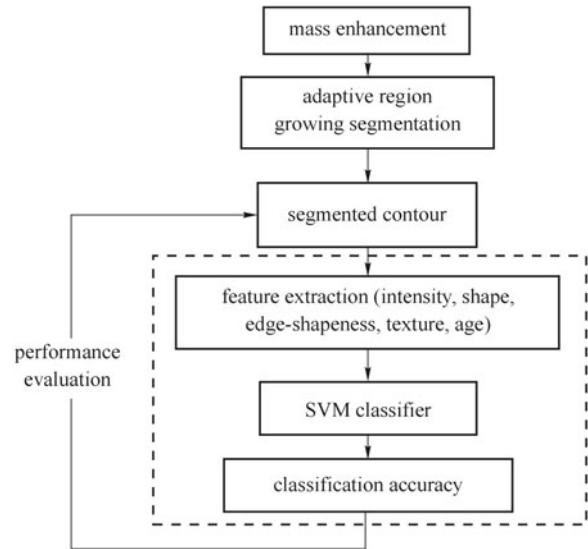 mass enhancement
adaptive region
growing segmentation
segmented contour
feature extraction (intensity, shape,
edge-shapeness, texture, age)
performance
evaluation
SVM classifier
classification accuracy